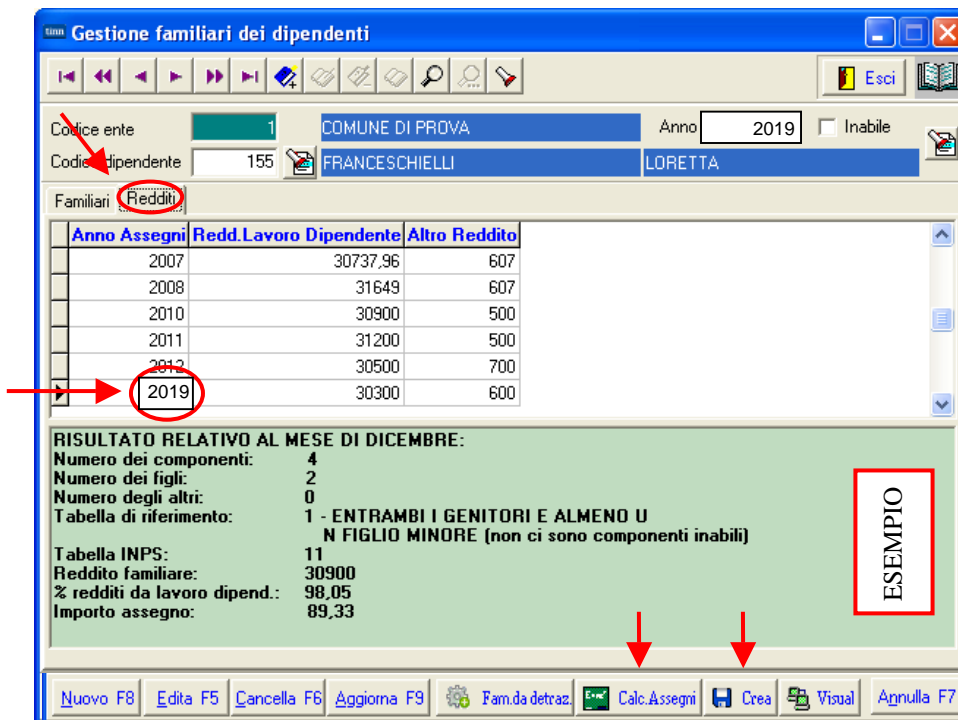 tinn Gestione familiari dei dipendenti
Esci
Codice ente 1 COMUNE DI PROVA Anno 2019 Inabile
Codice dipendente 155 FRANCESCHIELLI LORETTA
Familiari Redditi
Anno Assegni Redd.Lavoro Dipendente Altro Reddito
2007 30737,96 607
2008 31649 607
2010 30900 500
2011 31200 500
2012 30500 700
2019 30300 600
RISULTATO RELATIVO AL MESE DI DICEMBRE:
Numero dei componenti: 4
Numero dei figli: 2
Numero degli altri: 0
Tabella di riferimento: 1 - ENTRAMBI I GENITORI E ALMENO U
N FIGLIO MINORE (non ci sono componenti inabili)
Tabella INPS: 11
Reddito familiare: 30900
% redditi da lavoro dipend.: 98,05
Importo assegno: 89,33
ESEMPIO
Nuovo F8 Edita F5 Cancella F6 Aggiorna F9 Fam.da detraz. Calc.Assegni Crea Visual Annulla F7